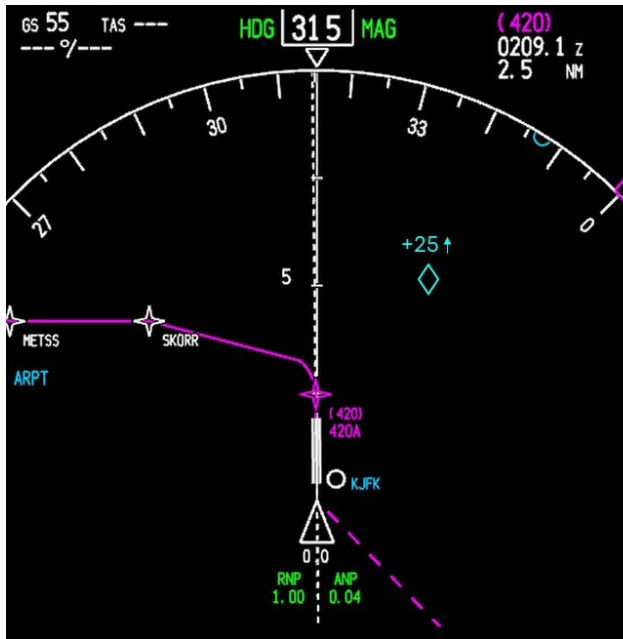 GS 55 TAS ---
---°/---
HDG 315 MAG
(420)
0209.1 Z
2.5 NM
30
33
27
0
+25↑
5
METSS
SKORR
ARPT
(420)
420A
KJFK
0.0
RNP ANP
1.00 0.04